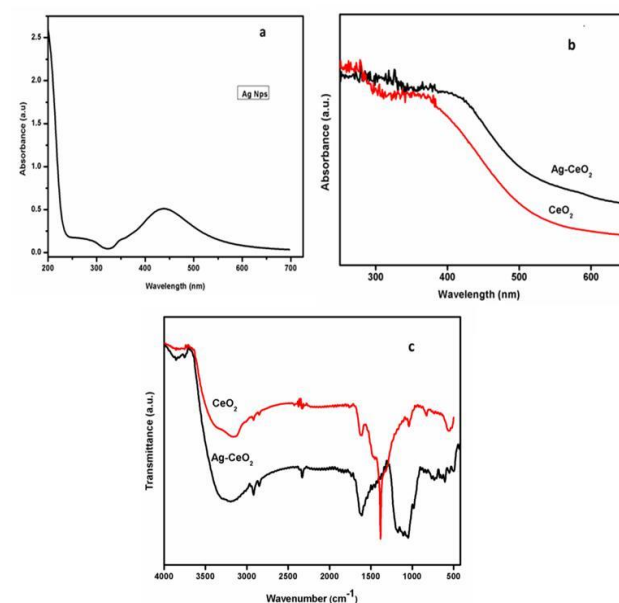 a
Ag Nps
2.5
2.0
1.5
1.0
0.5
0.0
Absorbance (a.u)
200 300 400 500 600 700
Wavelength (nm)
b
Ag-CeO₂
CeO₂
Absorbance (a.u.)
300 400 500 600
Wavelength (nm)
c
CeO₂
Ag-CeO₂
Transmittance (a.u.)
4000 3500 3000 2500 2000 1500 1000 500
Wavenumber (cm⁻¹)